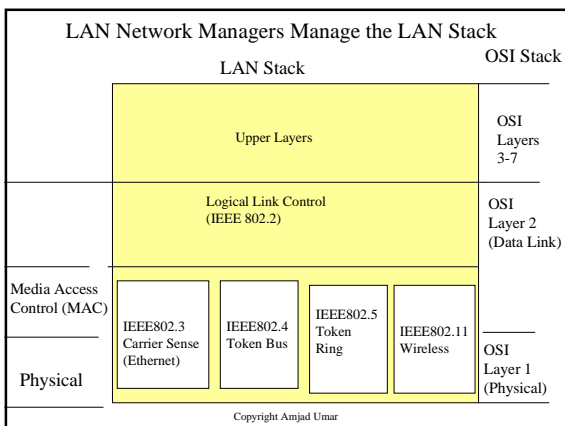 LAN Network Managers Manage the LAN Stack
OSI Stack
LAN Stack
Upper Layers
OSI
Layers
3-7
Logical Link Control
(IEEE 802.2)
OSI
Layer 2
(Data Link)
Media Access
Control (MAC)
IEEE802.3
Carrier Sense
(Ethernet)
IEEE802.4
Token Bus
IEEE802.5
Token
Ring
IEEE802.11
Wireless
Physical
OSI
Layer 1
(Physical)
Copyright Amjad Umar